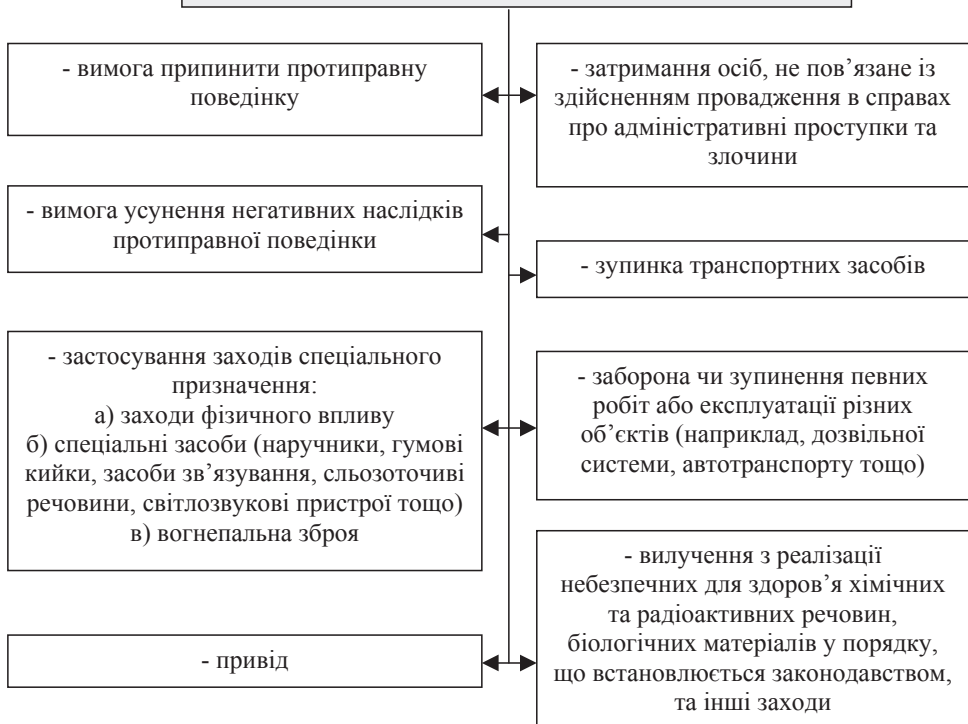 - вимога припинити протиправну
поведінку
- затримання осіб, не пов’язане із
здійсненням провадження в справах
про адміністративні проступки та
злочини
- вимога усунення негативних наслідків
протиправної поведінки
- зупинка транспортних засобів
- застосування заходів спеціального
призначення:
а) заходи фізичного впливу
б) спеціальні засоби (наручники, гумові
кийки, засоби зв’язування, сльозоточиві
речовини, світлозвукові пристрої тощо)
в) вогнепальна зброя
- заборона чи зупинення певних
робіт або експлуатації різних
об’єктів (наприклад, дозвільної
системи, автотранспорту тощо)
- привід
- вилучення з реалізації
небезпечних для здоров’я хімічних
та радіоактивних речовин,
біологічних матеріалів у порядку,
що встановлюється законодавством,
та інші заходи